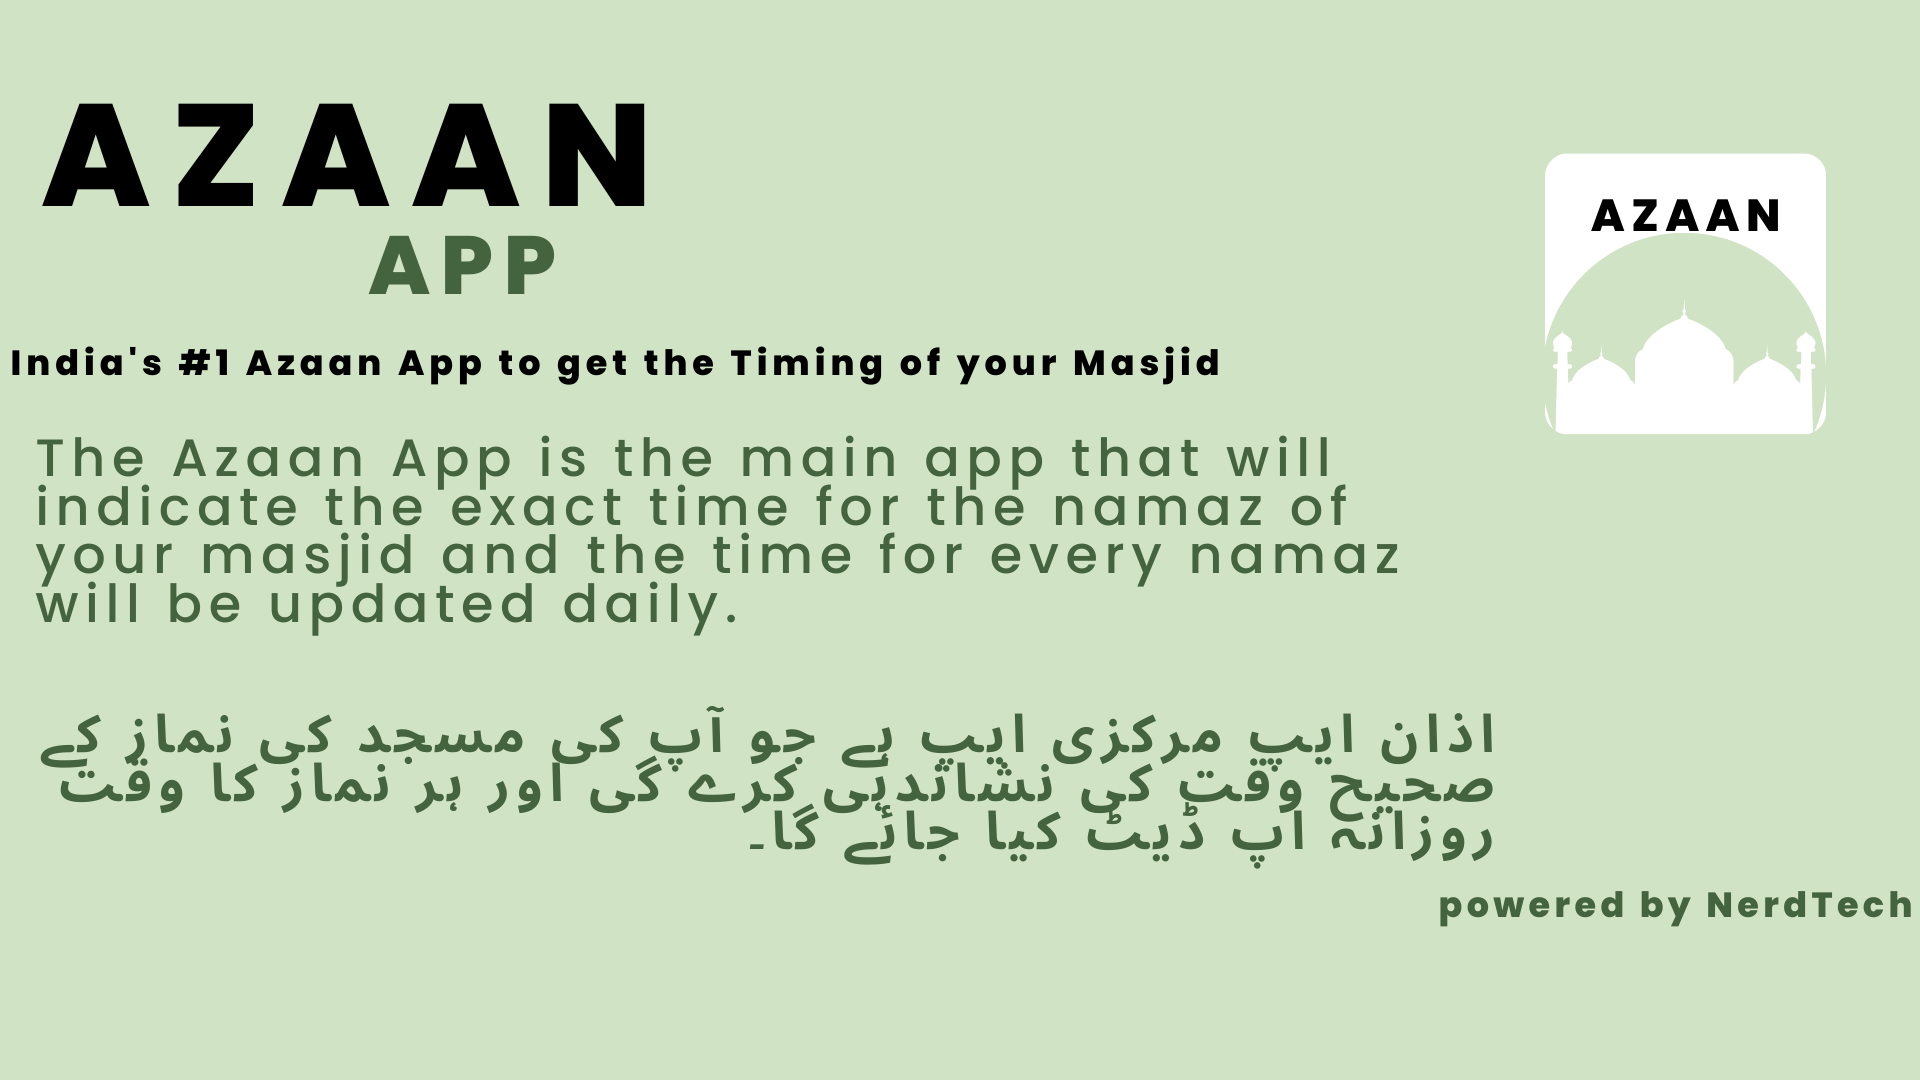 AZAAN
APP
AZAAN
India's #1 Azaan App to get the Timing of your Masjid
The Azaan App is the main app that will
indicate the exact time for the namaz of
your masjid and the time for every namaz
will be updated daily.
اذان ایپ مرکزی ایپ ہے جو آپ کی مسجد کی نماز کے
صحیح وقت کی نشاندہی کرے گی اور ہر نماز کا وقت
روزانہ اپ ڈیٹ کیا جائے گا۔
powered by NerdTech